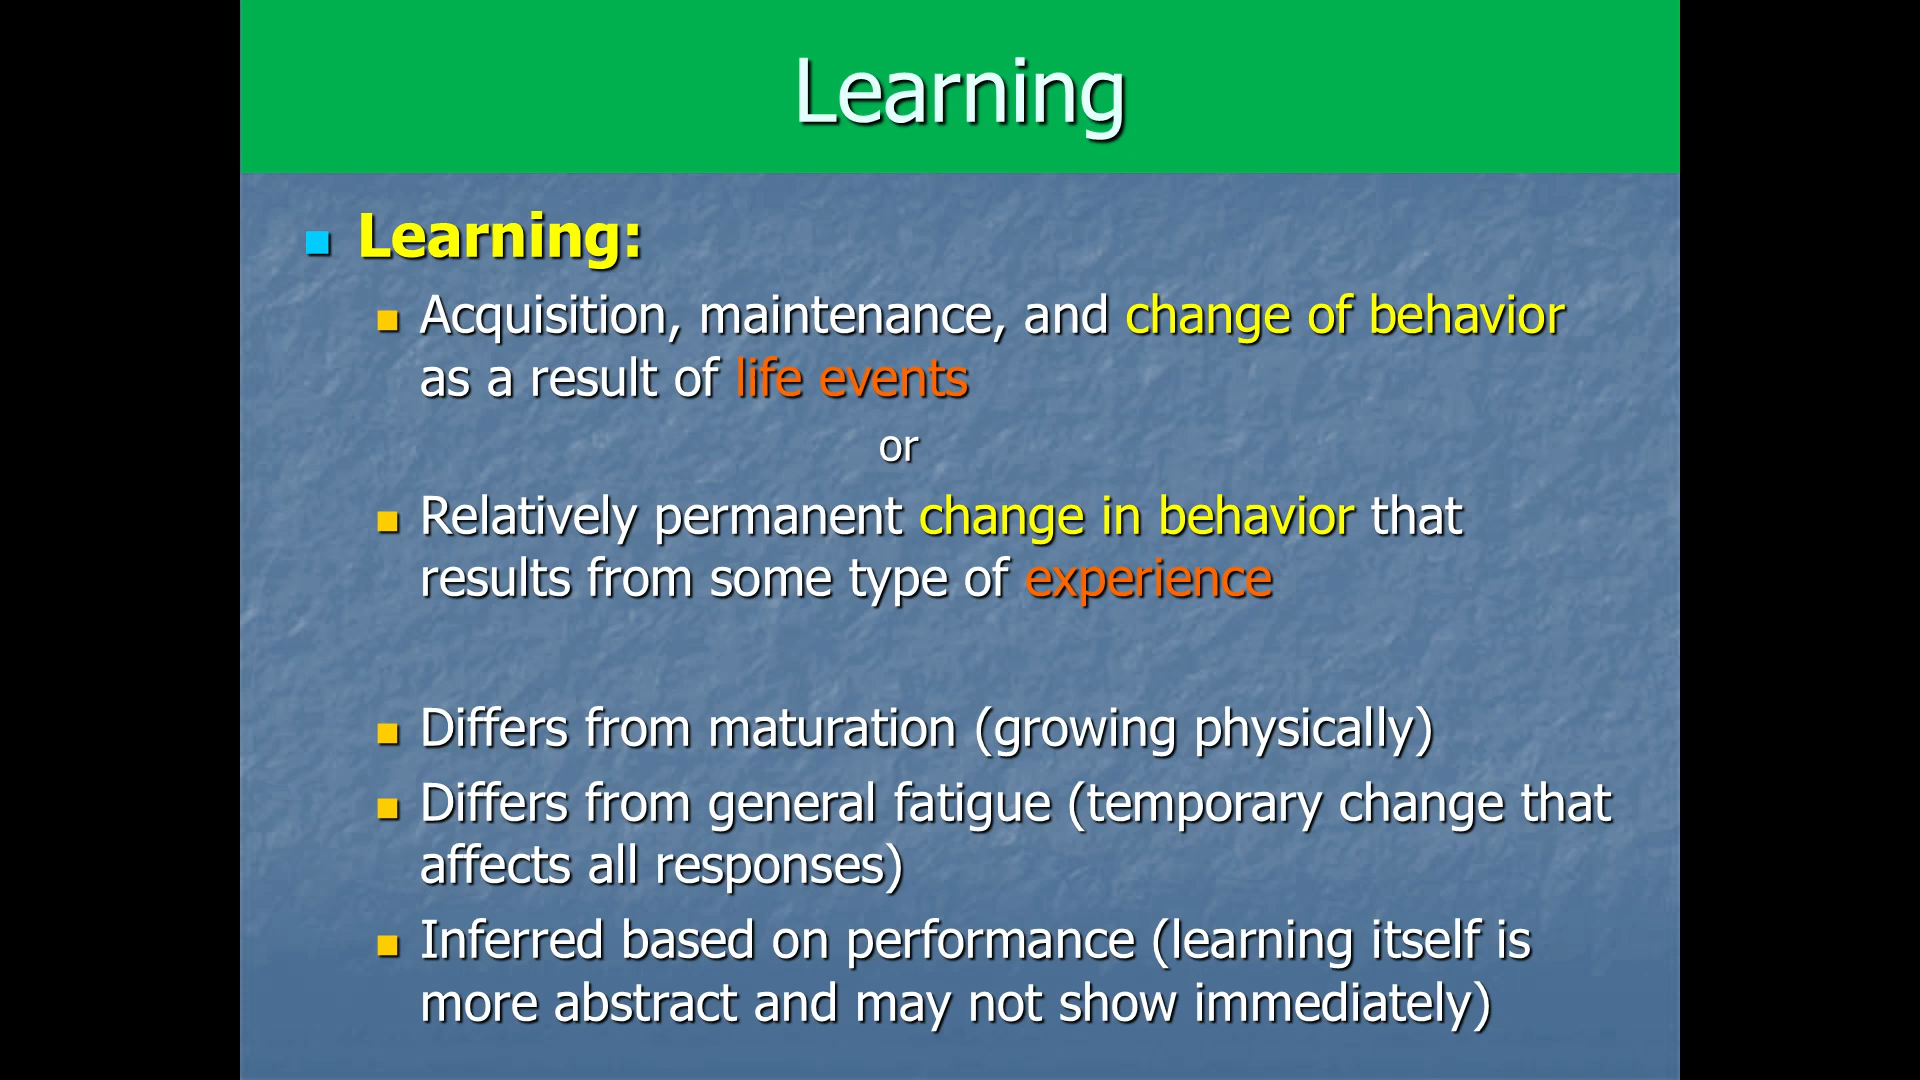 Learning
Learning:
Acquisition, maintenance, and change of behavior
as a result of life events
or
Relatively permanent change in behavior that
results from some type of experience
Differs from maturation (growing physically)
Differs from general fatigue (temporary change that
affects all responses)
Inferred based on performance (learning itself is
more abstract and may not show immediately)